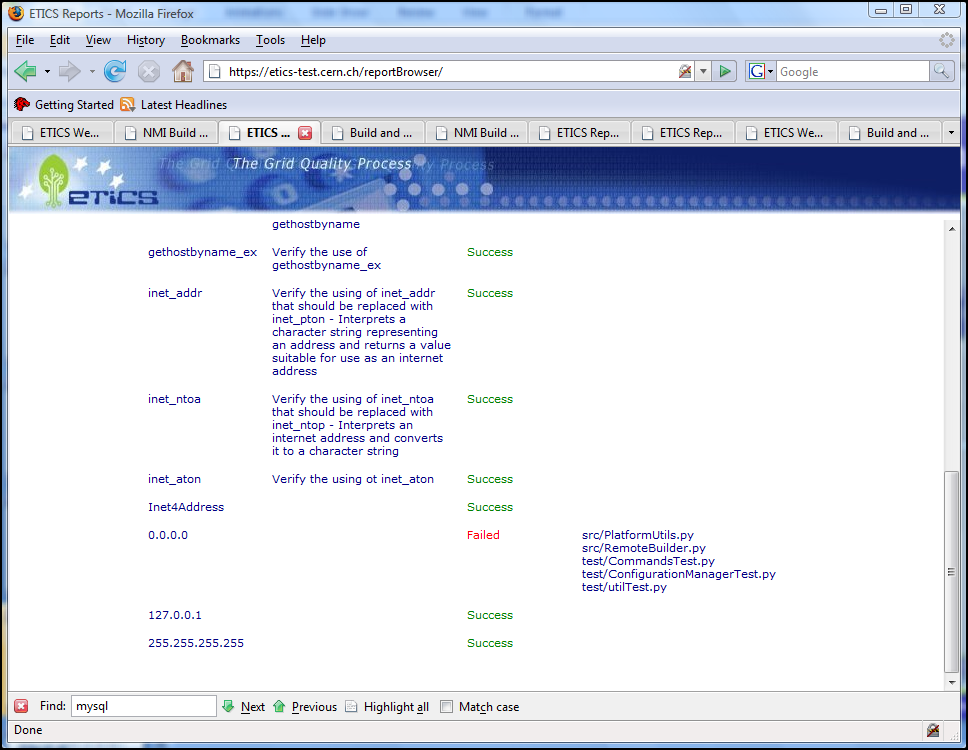 ETICS Reports - Mozilla Firefox
File Edit View History Bookmarks Tools Help
https://etics-test.cern.ch/reportBrowser/
G Google
Getting Started Latest Headlines
ETICS We... NMI Build ... ETICS ... Build and ... NMI Build ... ETICS Rep... ETICS Rep... ETICS We... Build and ...
The Grid Quality Process
ETICS
gethostbyname
gethostbyname_ex Verify the use of Success
gethostbyname_ex
inet_addr Verify the using of inet_addr Success
that should be replaced with
inet_pton - Interprets a
character string representing
an address and returns a value
suitable for use as an internet
address
inet_ntoa Verify the using of inet_ntoa Success
that should be replaced with
inet_ntop - Interprets an
internet address and converts
it to a character string
inet_aton Verify the using ot inet_aton Success
Inet4Address Success
0.0.0.0 Failed src/PlatformUtils.py
src/RemoteBuilder.py
test/CommandsTest.py
test/ConfigurationManagerTest.py
test/utilTest.py
127.0.0.1 Success
255.255.255.255 Success
Find: mysql Next Previous Highlight all Match case
Done